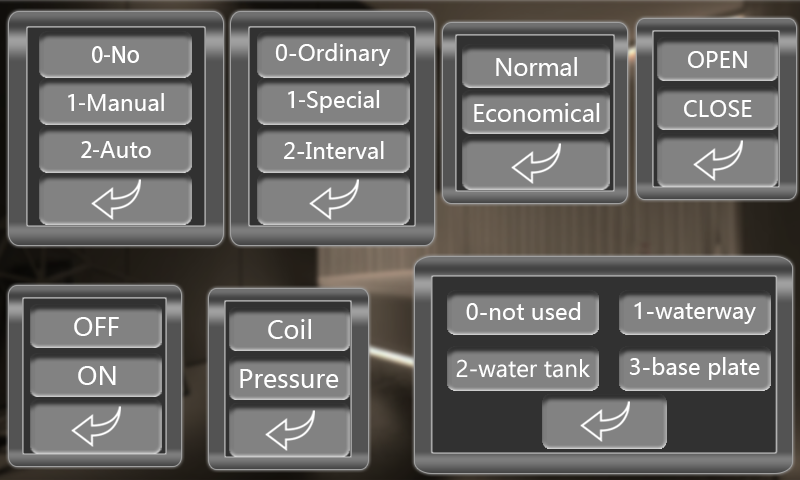 0-No
1-Manual
2-Auto
0-Ordinary
1-Special
2-Interval
Normal
Economical
OPEN
CLOSE
OFF
ON
Coil
Pressure
0-not used
1-waterway
2-water tank
3-base plate